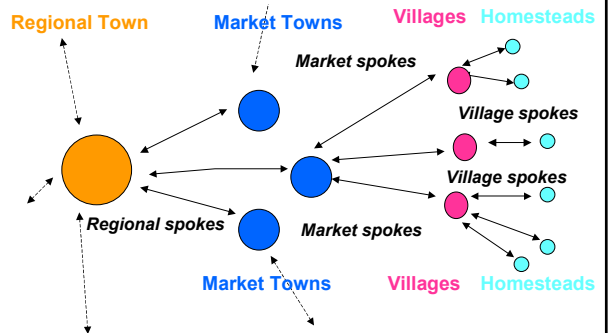 Regional Town
Market Towns
Villages
Homesteads
Market spokes
Village spokes
Village spokes
Regional spokes
Market spokes
Market Towns
Villages
Homesteads